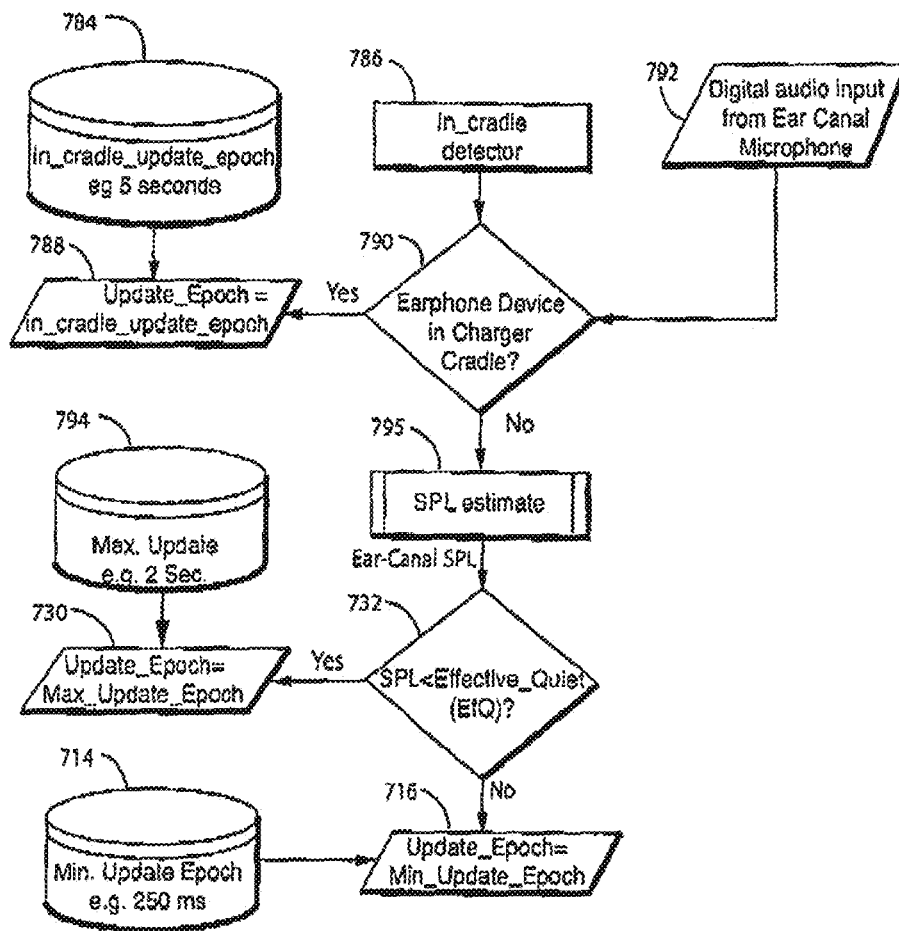 784
in_cradle_update_epoch
eg 5 seconds
786
in_cradle
detector
792
Digital audio input
from Ear Canal
Microphone
788
Update_Epoch =
in_cradle_update_epoch
Yes
790
Earphone Device
in Charger
Cradle?
No
794
Max. Update
e.g. 2 Sec.
795
SPL estimate
Ear-Canal SPL
730
Update_Epoch=
Max_Update_Epoch
Yes
732
SPL<Effective_Quiet
(EfQ)?
No
714
Min. Update Epoch
e.g. 250 ms
716
Update_Epoch=
Min_Update_Epoch